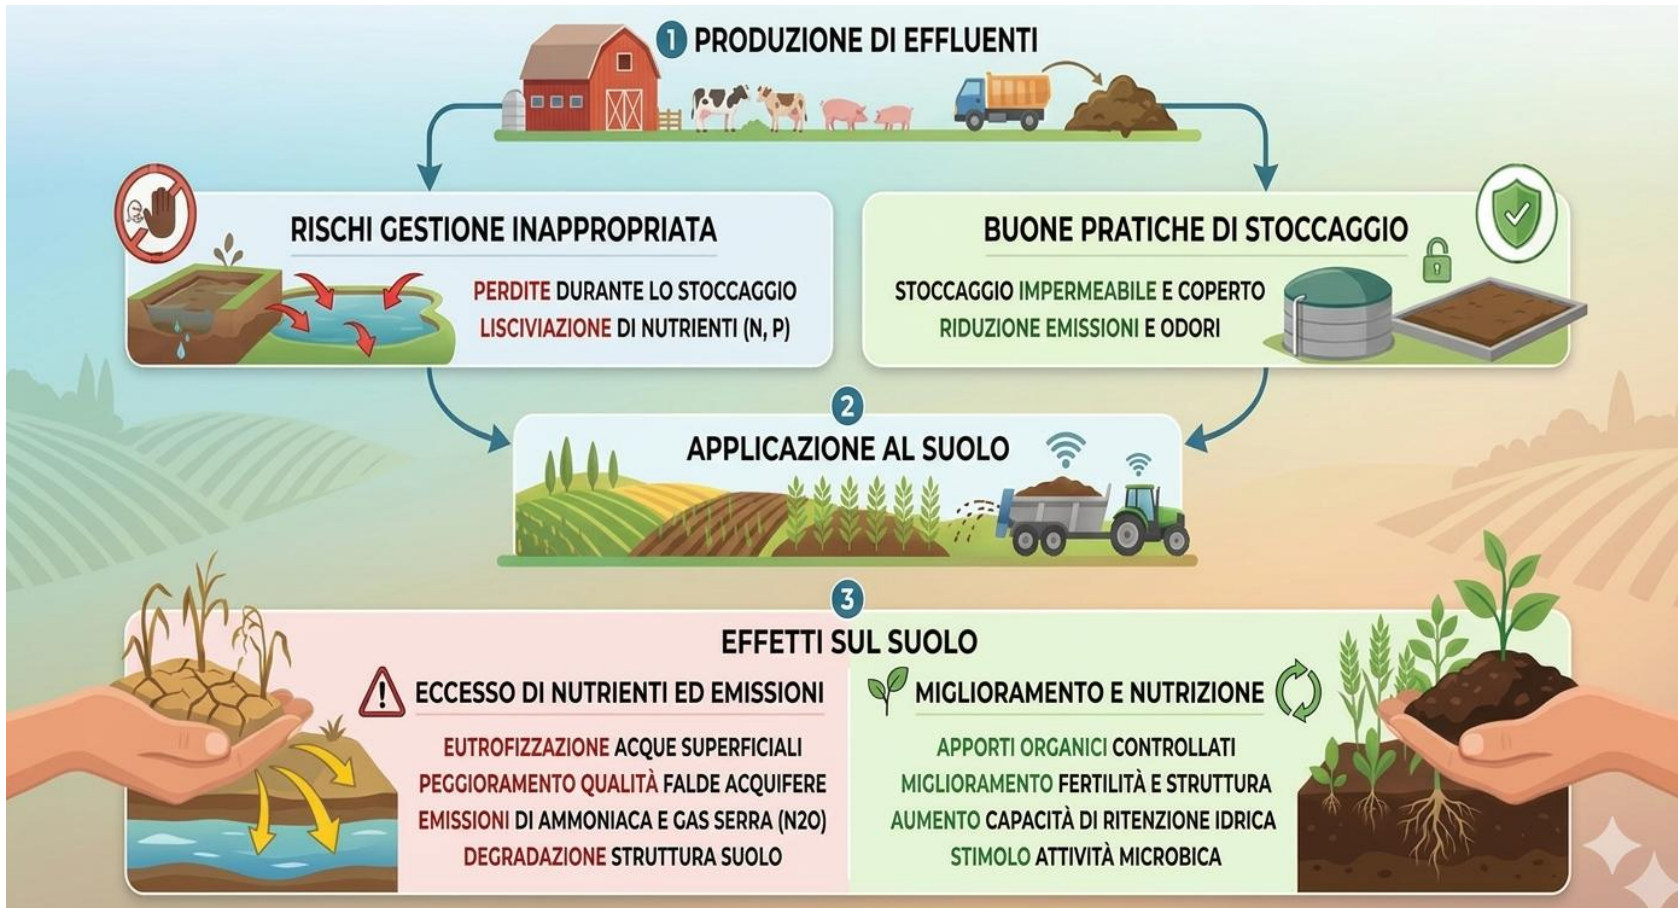 1 PRODUZIONE DI EFFLUENTI
RISCHI GESTIONE INAPPROPRIATA
PERDITE DURANTE LO STOCCAGGIO
LISCIVIAZIONE DI NUTRIENTI (N, P)
BUONE PRATICHE DI STOCCAGGIO
STOCCAGGIO IMPERMEABILE E COPERTO
RIDUZIONE EMISSIONI E ODORI
2
APPLICAZIONE AL SUOLO
3
EFFETTI SUL SUOLO
! ECCESSO DI NUTRIENTI ED EMISSIONI
EUTROFIZZAZIONE ACQUE SUPERFICIALI
PEGGIORAMENTO QUALITÀ FALDE ACQUIFERE
EMISSIONI DI AMMONIACA E GAS SERRA (N2O)
DEGRADAZIONE STRUTTURA SUOLO
MIGLIORAMENTO E NUTRIZIONE
APPORTI ORGANICI CONTROLLATI
MIGLIORAMENTO FERTILITÀ E STRUTTURA
AUMENTO CAPACITÀ DI RITENZIONE IDRICA
STIMOLO ATTIVITÀ MICROBICA